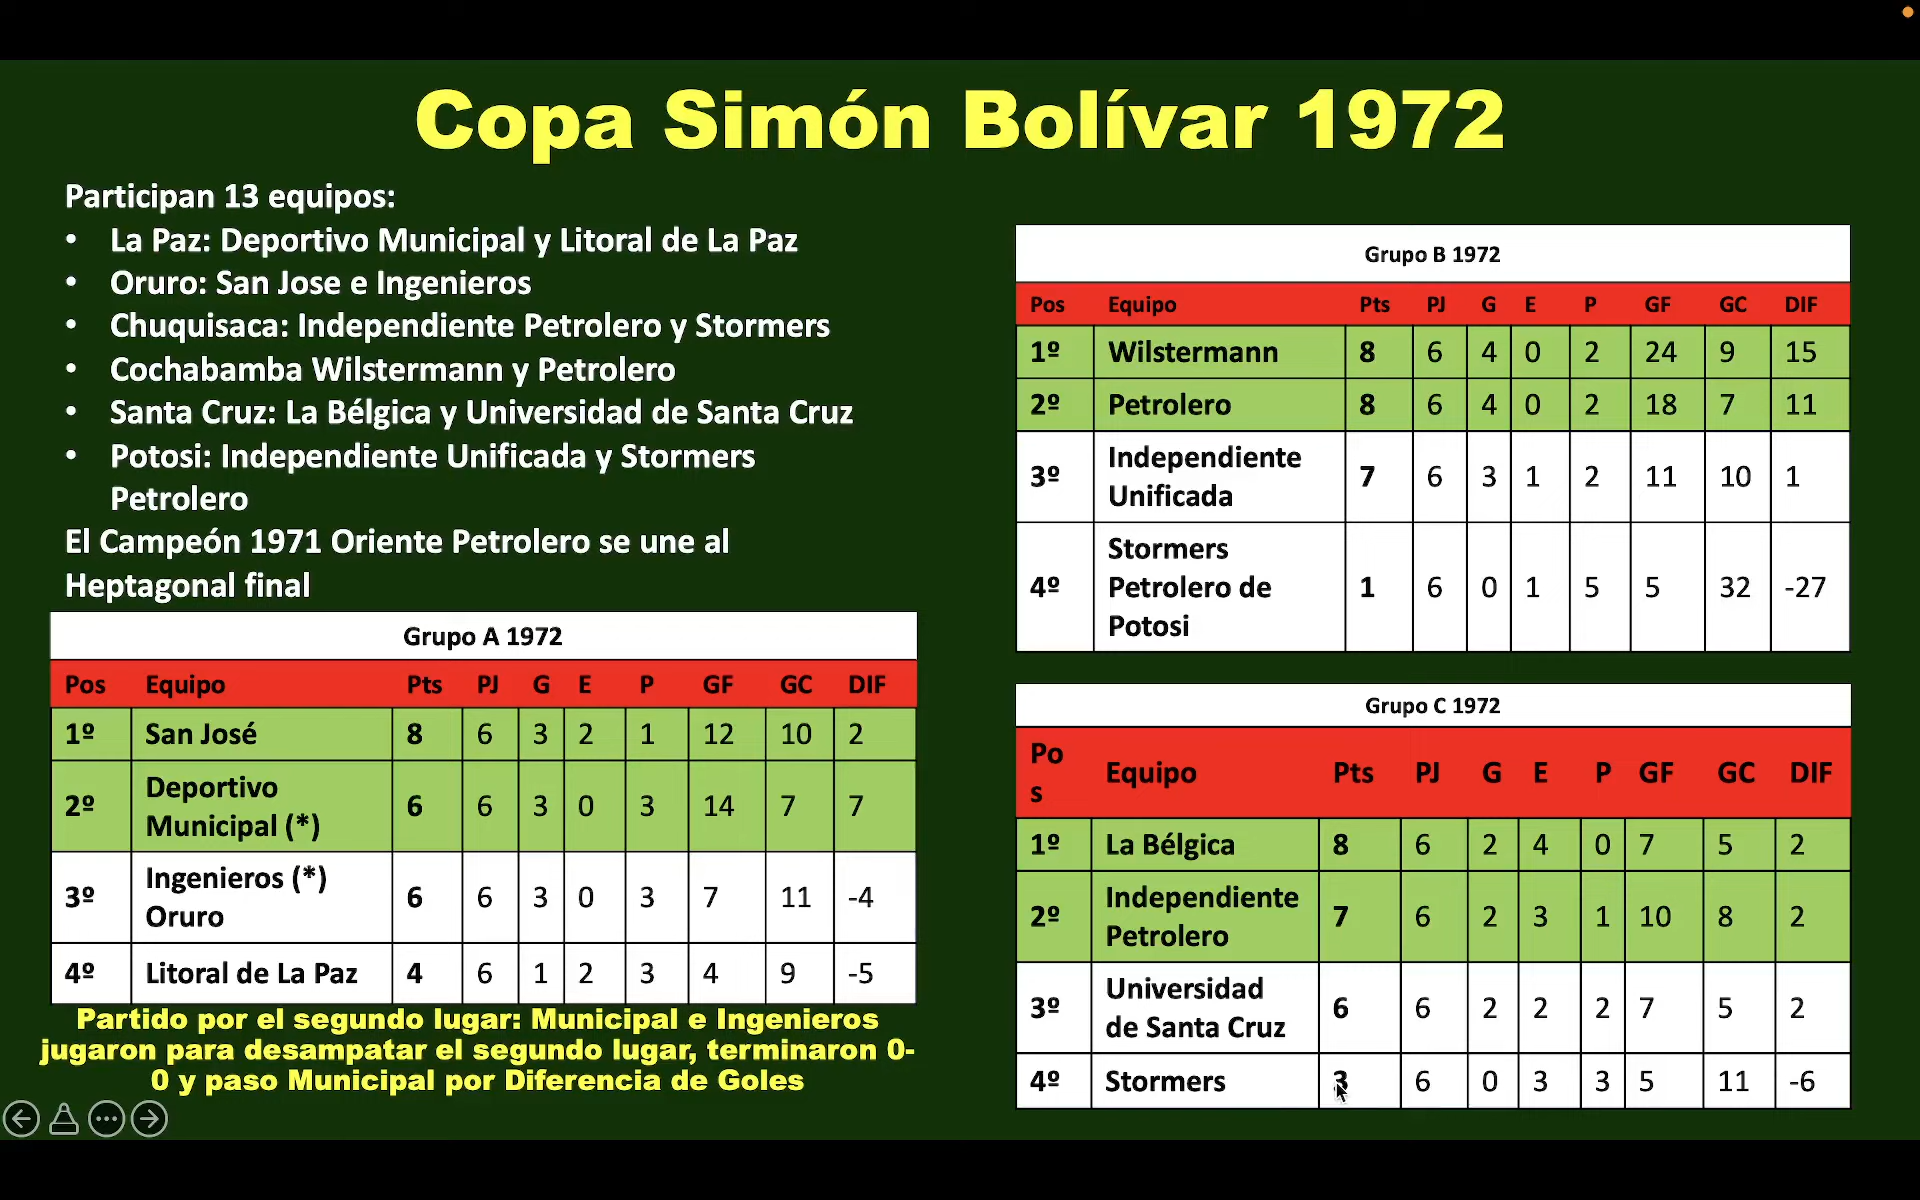 Copa Simón Bolívar 1972
Participan 13 equipos:
• La Paz: Deportivo Municipal y Litoral de La Paz
• Oruro: San Jose e Ingenieros
• Chuquisaca: Independiente Petrolero y Stormers
• Cochabamba Wilstermann y Petrolero
• Santa Cruz: La Bélgica y Universidad de Santa Cruz
• Potosi: Independiente Unificada y Stormers
Petrolero
El Campeón 1971 Oriente Petrolero se une al
Heptagonal final
Grupo A 1972
Pos Equipo Pts PJ G E P GF GC DIF
1º San José 8 6 3 2 1 12 10 2
2º Deportivo Municipal (*) 6 6 3 0 3 14 7 7
3º Ingenieros (*) Oruro 6 6 3 0 3 7 11 -4
4º Litoral de La Paz 4 6 1 2 3 4 9 -5
Partido por el segundo lugar: Municipal e Ingenieros
jugaron para desampatar el segundo lugar, terminaron 0-
0 y paso Municipal por Diferencia de Goles
Grupo B 1972
Pos Equipo Pts PJ G E P GF GC DIF
1º Wilstermann 8 6 4 0 2 24 9 15
2º Petrolero 8 6 4 0 2 18 7 11
3º Independiente Unificada 7 6 3 1 2 11 10 1
4º Stormers Petrolero de Potosi 1 6 0 1 5 5 32 -27
Grupo C 1972
Pos Equipo Pts PJ G E P GF GC DIF
1º La Bélgica 8 6 2 4 0 7 5 2
2º Independiente Petrolero 7 6 2 3 1 10 8 2
3º Universidad de Santa Cruz 6 6 2 2 2 7 5 2
4º Stormers 3 6 0 3 3 5 11 -6